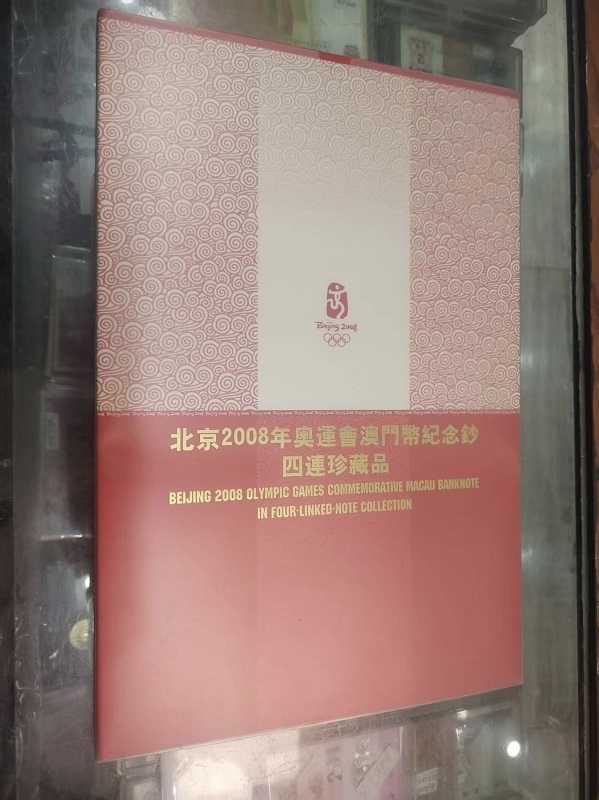 Beijing 2008
北京2008年奧運會澳門幣紀念鈔
四連珍藏品
BEIJING 2008 OLYMPIC GAMES COMMEMORATIVE MACAU BANKNOTE
IN FOUR-LINKED-NOTE COLLECTION